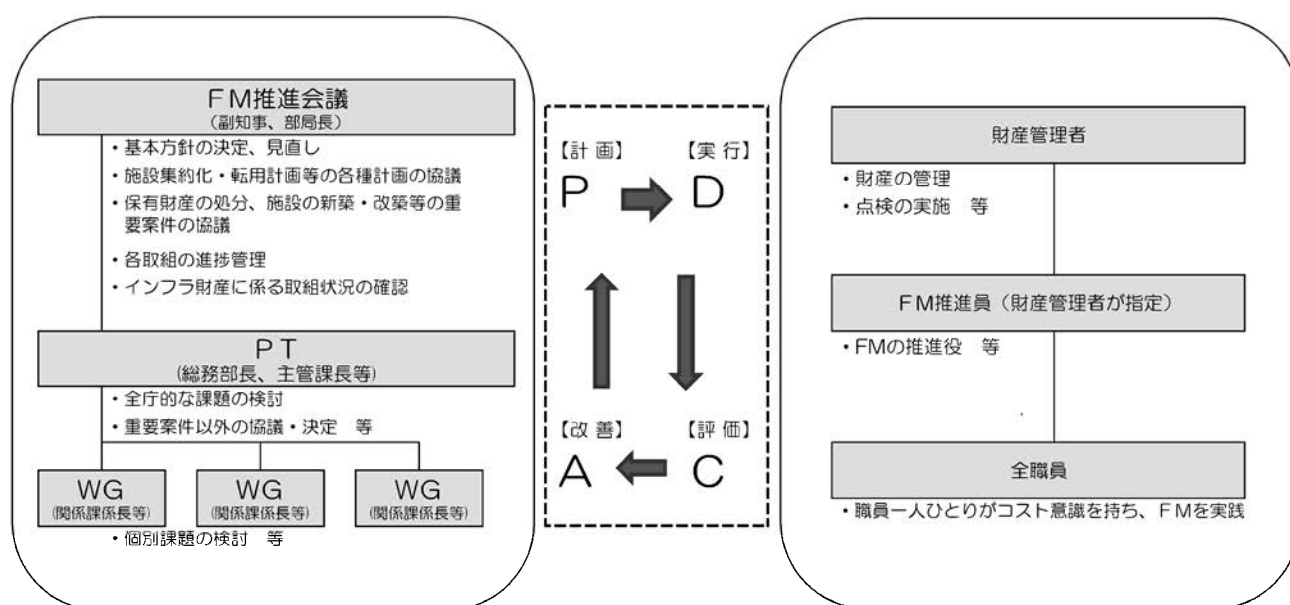 FM推進会議
(副知事、部局長)
・基本方針の決定、見直し
・施設集約化・転用計画等の各種計画の協議
・保有財産の処分、施設の新築・改築等の重
要案件の協議
・各取組の進捗管理
・インフラ財産に係る取組状況の確認
PT
(総務部長、主管課長等)
・全庁的な課題の検討
・重要案件以外の協議・決定 等
WG
(関係課係長等)
WG
(関係課係長等)
WG
(関係課係長等)
・個別課題の検討 等
【計画】
P
【実行】
D
【改善】
A
【評価】
C
財産管理者
・財産の管理
・点検の実施 等
FM推進員(財産管理者が指定)
・FMの推進役 等
全職員
・職員一人ひとりがコスト意識を持ち、FMを実践